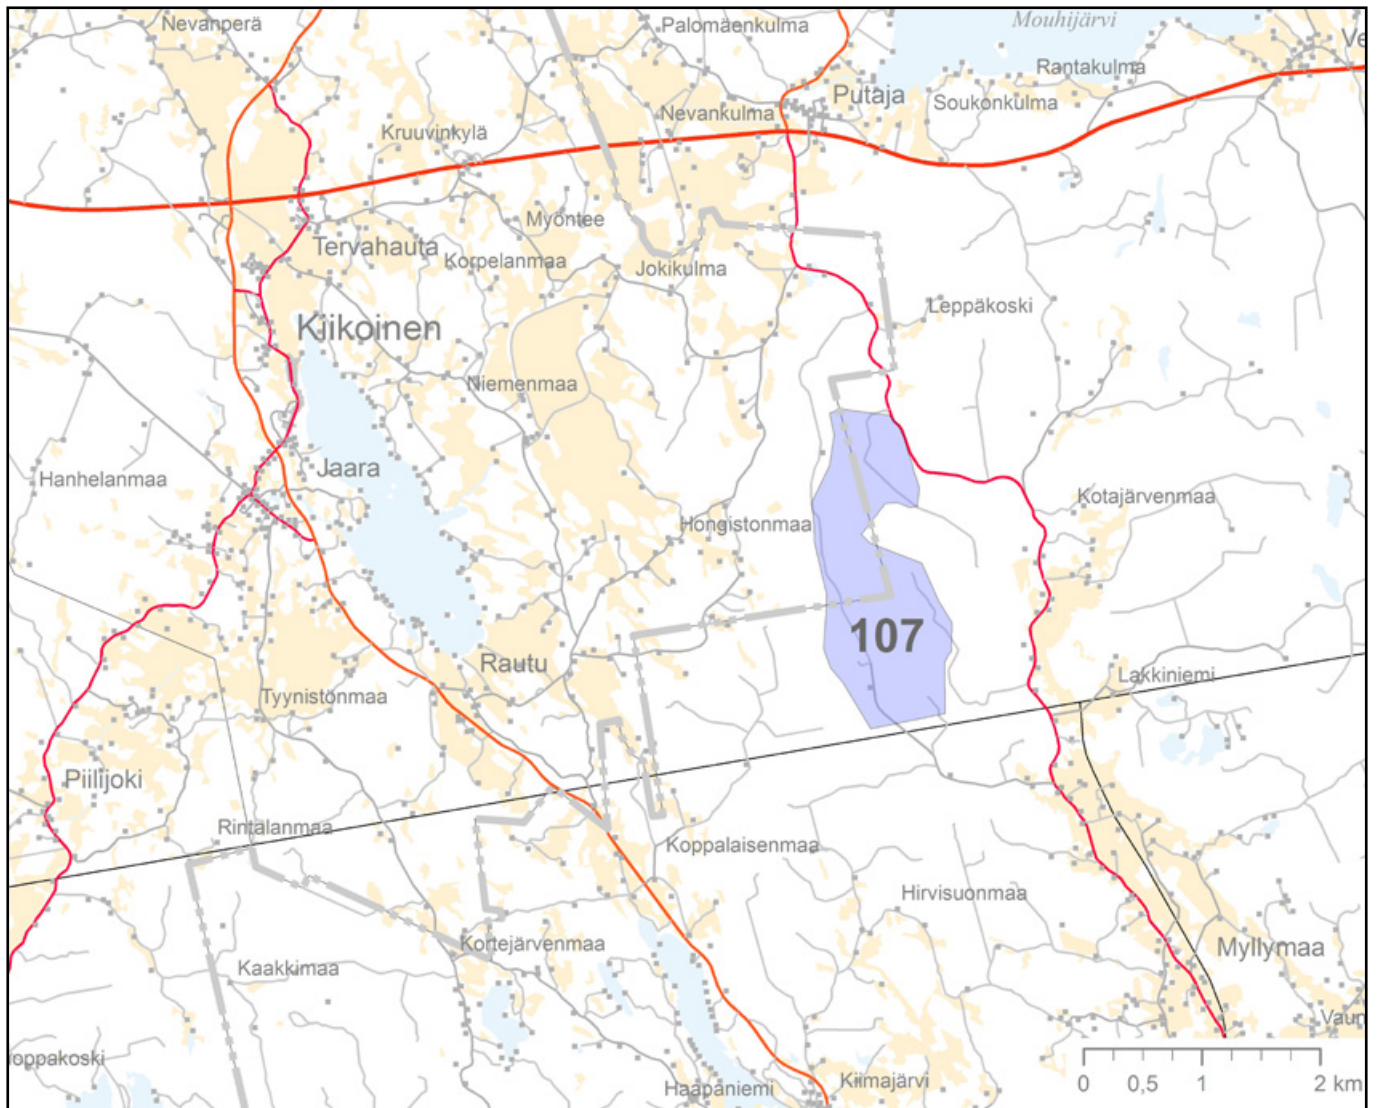 Nevanperä
Palomäenkulma
Mouhijärvi
Rantakulma
Putaja
Soukonkulma
Nevankulma
Kruuvinkylä
Myöntee
Tervahauta
Korpelanmaa
Jokikulma
Leppäkoski
Kiikoinen
Niemenmaa
Jaara
Hanhelanmaa
Kotajärvenmaa
Hongistonmaa
107
Rautu
Lakkiniemi
Tyynistönmaa
Piilijoki
Rintalanmaa
Koppalaisenmaa
Hirvisuonmaa
Kortejärvenmaa
Myllymaa
Kaakkimaa
Kiimajärvi
Haapaniemi
0 0,5 1 2 km